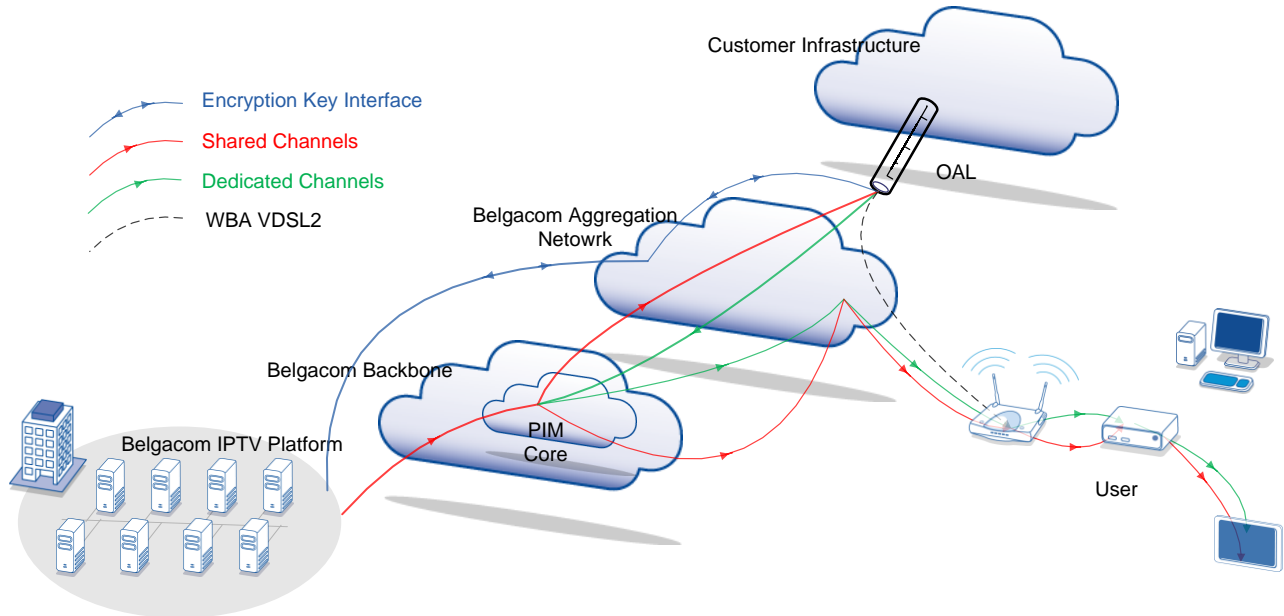 Customer Infrastructure
Encryption Key Interface
Shared Channels
Dedicated Channels
WBA VDSL2
OAL
Belgacom Aggregation
Netowrk
Belgacom Backbone
Belgacom IPTV Platform
PIM
Core
User